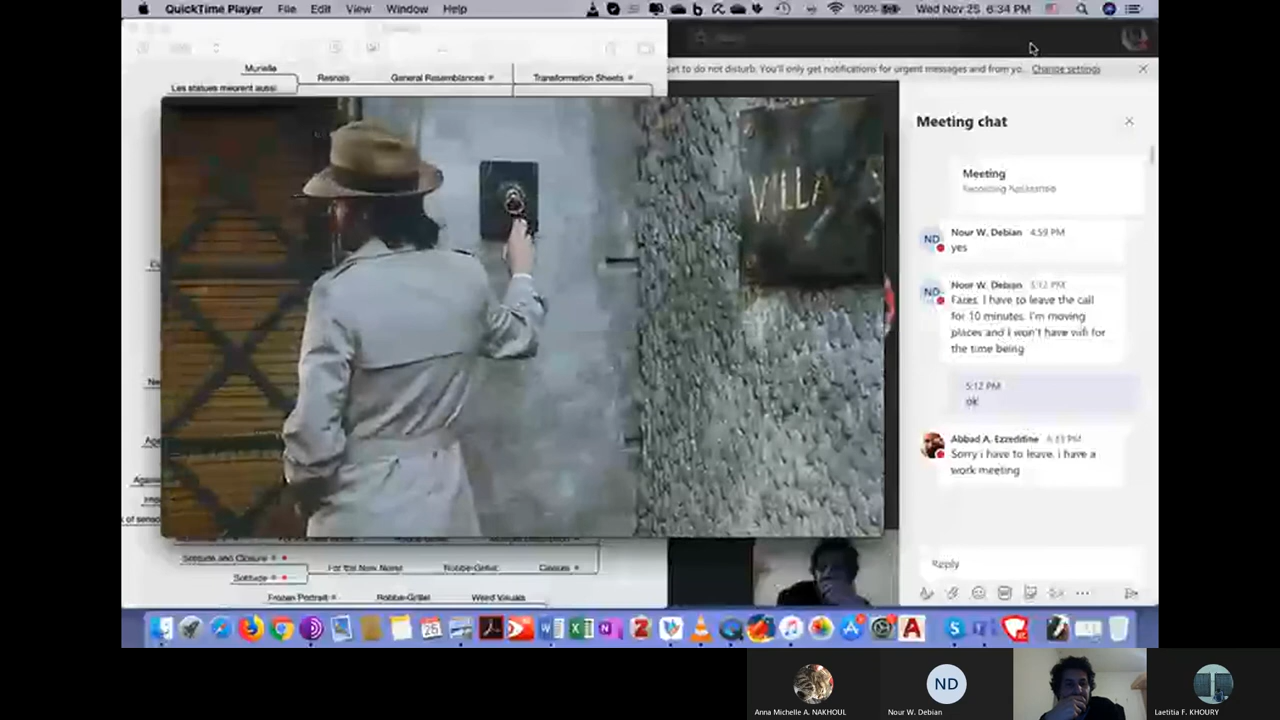 QuickTime Player File Edit View Window Help
100% Wed Nov 25 6:34 PM
set to do not disturb. You'll only get notifications for urgent messages and from yo... Change settings
Murielle
Resnais General Resemblances Transformation Sheets
Les statues meurent aussi
VILLA
Meeting chat
Meeting
Nour W. Debian 4:59 PM
ND
yes
Nour W. Debian 5:12 PM
ND
I have to leave the call
for 10 minutes. I'm moving
places and I won't have wifi for
the time being
5:12 PM
ok
Abbad A. Ezzeddine
Sorry i have to leave. i have a
work meeting
Solitude and Closure
For the New Novel Robbe-Grillet Closure
Solitude
Frozen Portrait Robbe-Grillet Weird Visuals
Reply
ND
Anna Michelle A. NAKHOUL
Nour W. Debian
Laetitia F. KHOURY